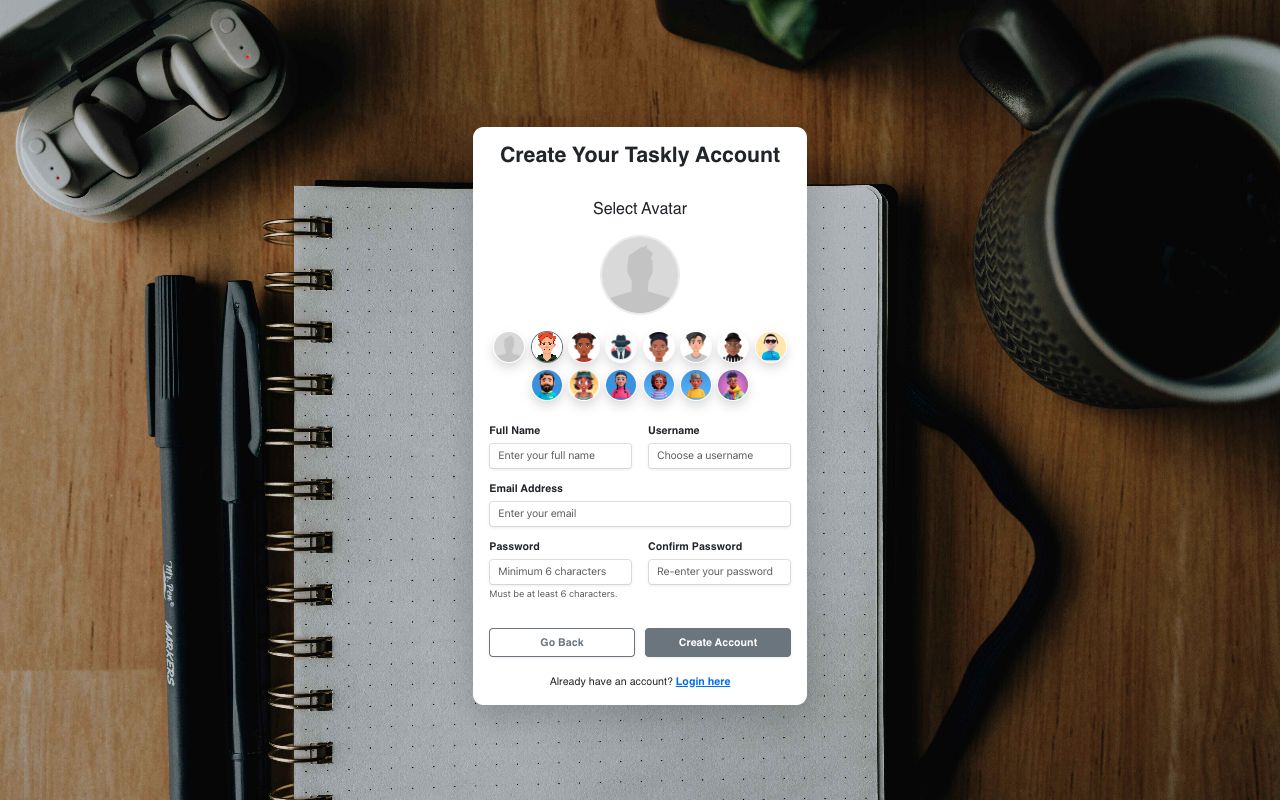 Create Your Taskly Account
Select Avatar
Full Name Username
Enter your full name Choose a username
Email Address
Enter your email
Password Confirm Password
Minimum 6 characters Re-enter your password
Must be at least 6 characters.
Go Back Create Account
Already have an account? Login here
My Pen® MARKERS